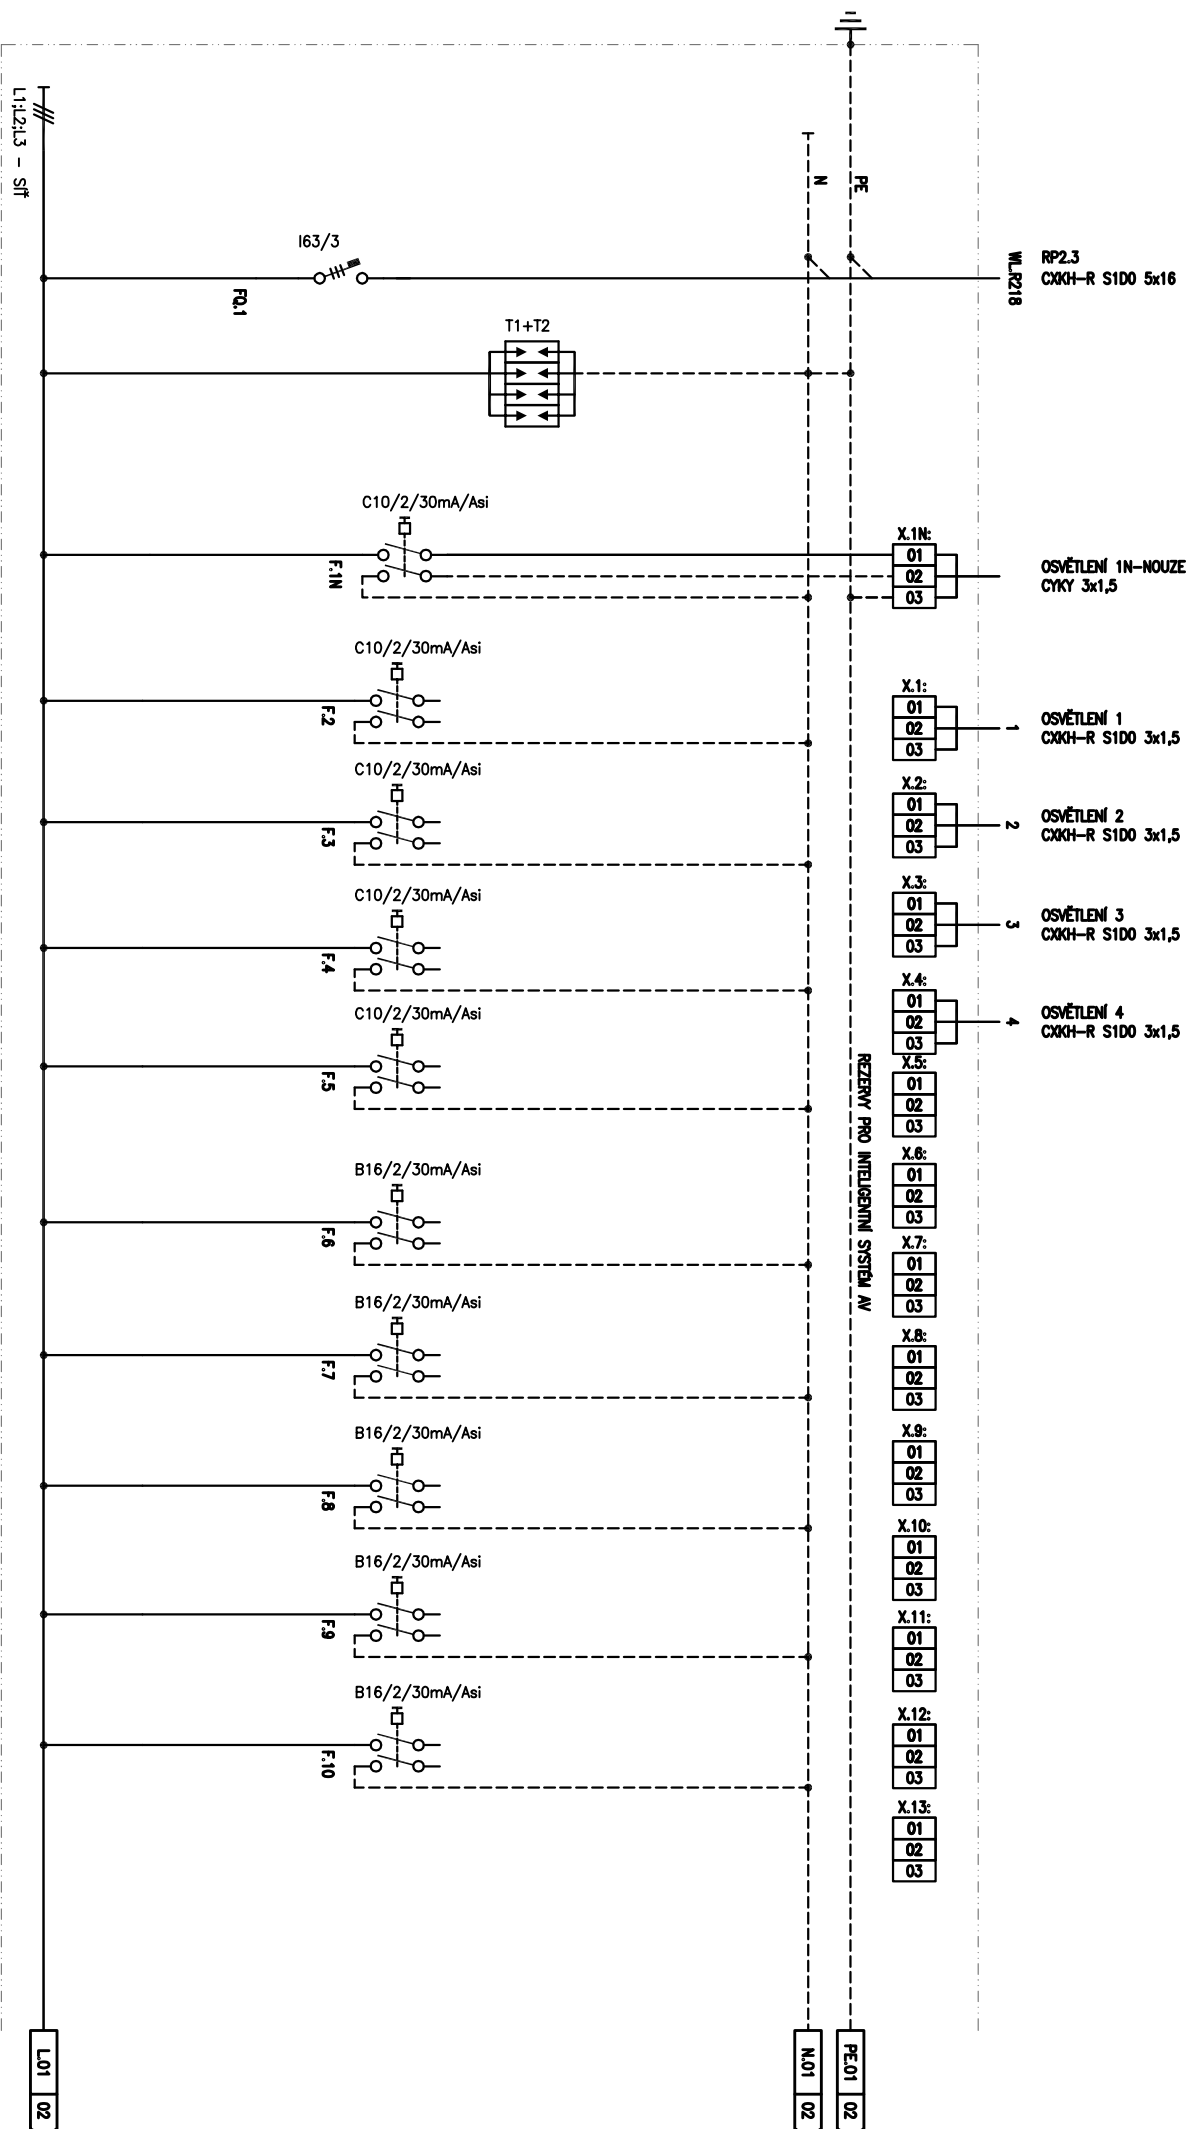 L1;L2;L3 – SÍŤ
N
PE
I63/3
FQ.1
WL.R218
RP2.3
CXKH-R S1D0 5x16
T1+T2
C10/2/30mA/Asi
F.1N
X.1N:
01
02
03
OSVĚTLENÍ 1N-NOUZE
CYKY 3x1,5
C10/2/30mA/Asi
F.2
X.1:
01
02
03
1
OSVĚTLENÍ 1
CXKH-R S1D0 3x1,5
C10/2/30mA/Asi
F.3
X.2:
01
02
03
2
OSVĚTLENÍ 2
CXKH-R S1D0 3x1,5
C10/2/30mA/Asi
F.4
X.3:
01
02
03
3
OSVĚTLENÍ 3
CXKH-R S1D0 3x1,5
C10/2/30mA/Asi
F.5
X.4:
01
02
03
4
OSVĚTLENÍ 4
CXKH-R S1D0 3x1,5
REZERVY PRO INTELIGENTNÍ SYSTÉM AV
X.5:
01
02
03
B16/2/30mA/Asi
F.6
X.6:
01
02
03
X.7:
01
02
03
B16/2/30mA/Asi
F.7
X.8:
01
02
03
B16/2/30mA/Asi
F.8
X.9:
01
02
03
X.10:
01
02
03
B16/2/30mA/Asi
F.9
X.11:
01
02
03
B16/2/30mA/Asi
F.10
X.12:
01
02
03
X.13:
01
02
03
L.01 02
N.01 02
PE.01 02